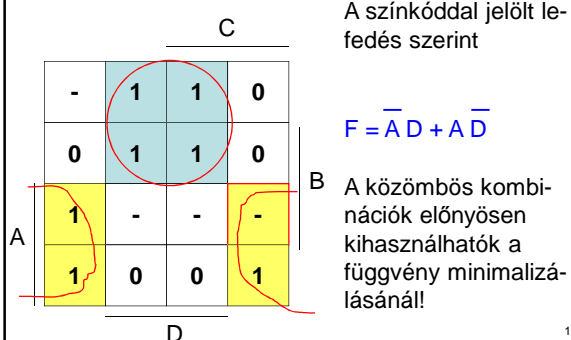 C
A színkóddal jelölt le-
fedés szerint
- 1 1 0
0 1 1 0
F = A̅ D + A D̅
B
A közömbös kombi-
nációk előnyösen
kihasználhatók a
függvény minimalizá-
lásánál!
A
1 - - -
1 0 0 1
D
1